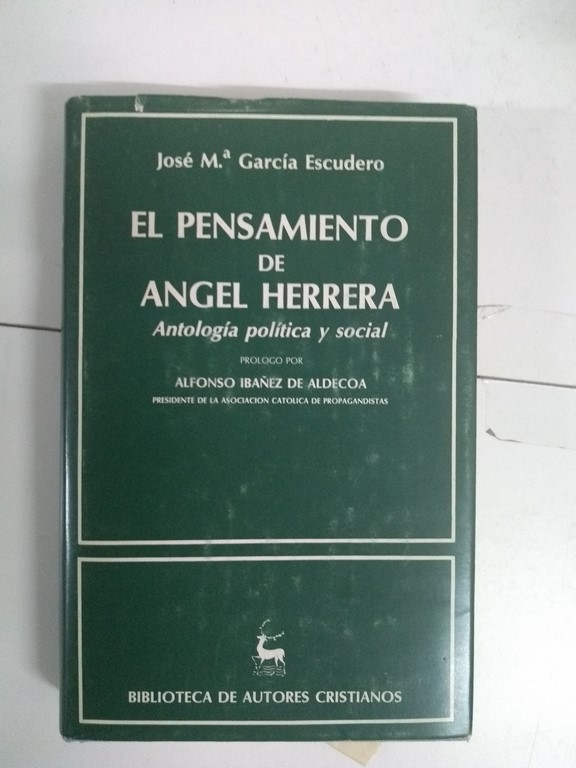 José M.ª García Escudero
EL PENSAMIENTO
DE
ANGEL HERRERA
Antología política y social
PROLOGO POR
ALFONSO IBAÑEZ DE ALDECOA
PRESIDENTE DE LA ASOCIACION CATOLICA DE PROPAGANDISTAS
BIBLIOTECA DE AUTORES CRISTIANOS